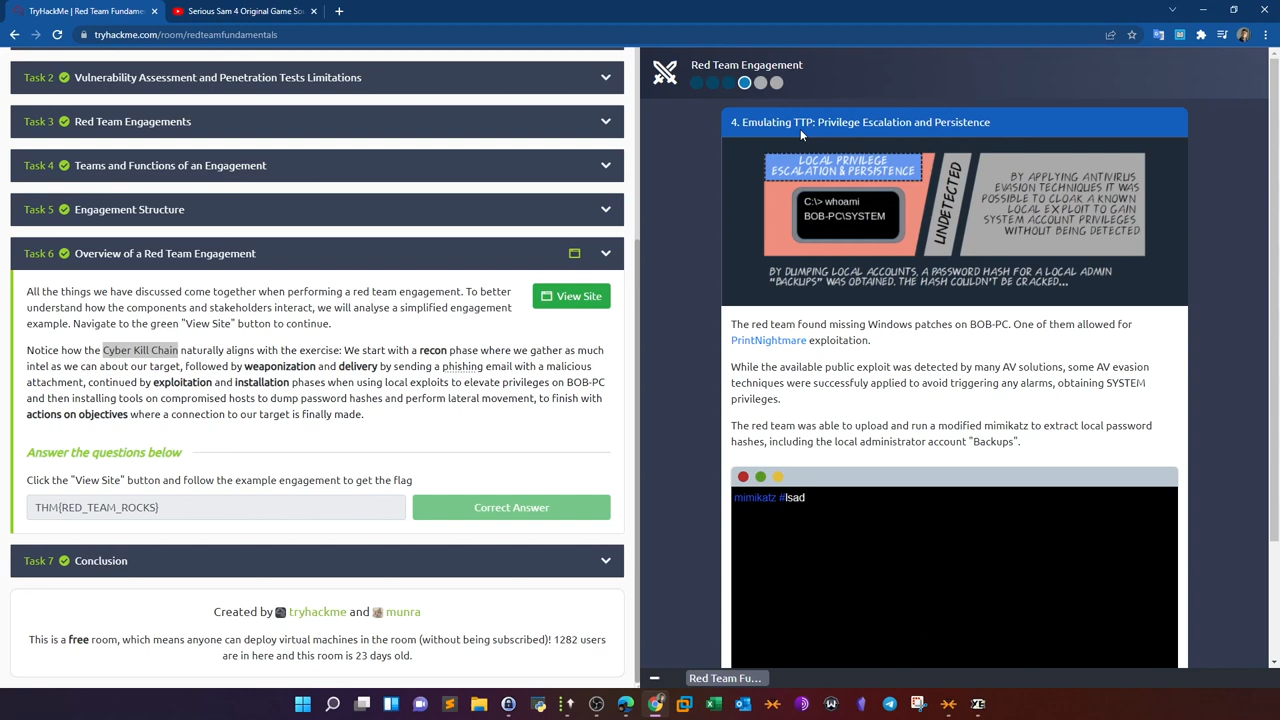 TryHackMe | Red Team Fundame
Serious Sam 4 Original Game So
tryhackme.com/room/redteamfundamentals
Task 2 Vulnerability Assessment and Penetration Tests Limitations
Task 3 Red Team Engagements
Task 4 Teams and Functions of an Engagement
Task 5 Engagement Structure
Task 6 Overview of a Red Team Engagement
All the things we have discussed come together when performing a red team engagement. To better
understand how the components and stakeholders interact, we will analyse a simplified engagement
example. Navigate to the green "View Site" button to continue.
View Site
Notice how the Cyber Kill Chain naturally aligns with the exercise: We start with a recon phase where we gather as much
intel as we can about our target, followed by weaponization and delivery by sending a phishing email with a malicious
attachment, continued by exploitation and installation phases when using local exploits to elevate privileges on BOB-PC
and then installing tools on compromised hosts to dump password hashes and perform lateral movement, to finish with
actions on objectives where a connection to our target is finally made.
Answer the questions below
Click the "View Site" button and follow the example engagement to get the flag
THM{RED_TEAM_ROCKS}
Correct Answer
Task 7 Conclusion
Created by tryhackme and munra
This is a free room, which means anyone can deploy virtual machines in the room (without being subscribed)! 1282 users
are in here and this room is 23 days old.
Red Team Engagement
4. Emulating TTP: Privilege Escalation and Persistence
LOCAL PRIVILEGE
ESCALATION & PERSISTENCE
C:\> whoami
BOB-PC\SYSTEM
UNDETECTED
BY APPLYING ANTIVIRUS
EVASION TECHNIQUES IT WAS
POSSIBLE TO CLOAK A KNOWN
LOCAL EXPLOIT TO GAIN
SYSTEM ACCOUNT PRIVILEGES
WITHOUT BEING DETECTED
BY DUMPING LOCAL ACCOUNTS, A PASSWORD HASH FOR A LOCAL ADMIN
"BACKUPS" WAS OBTAINED. THE HASH COULDN'T BE CRACKED...
The red team found missing Windows patches on BOB-PC. One of them allowed for
PrintNightmare exploitation.
While the available public exploit was detected by many AV solutions, some AV evasion
techniques were successfuly applied to avoid triggering any alarms, obtaining SYSTEM
privileges.
The red team was able to upload and run a modified mimikatz to extract local password
hashes, including the local administrator account "Backups".
mimikatz #lsad
Red Team Fu...